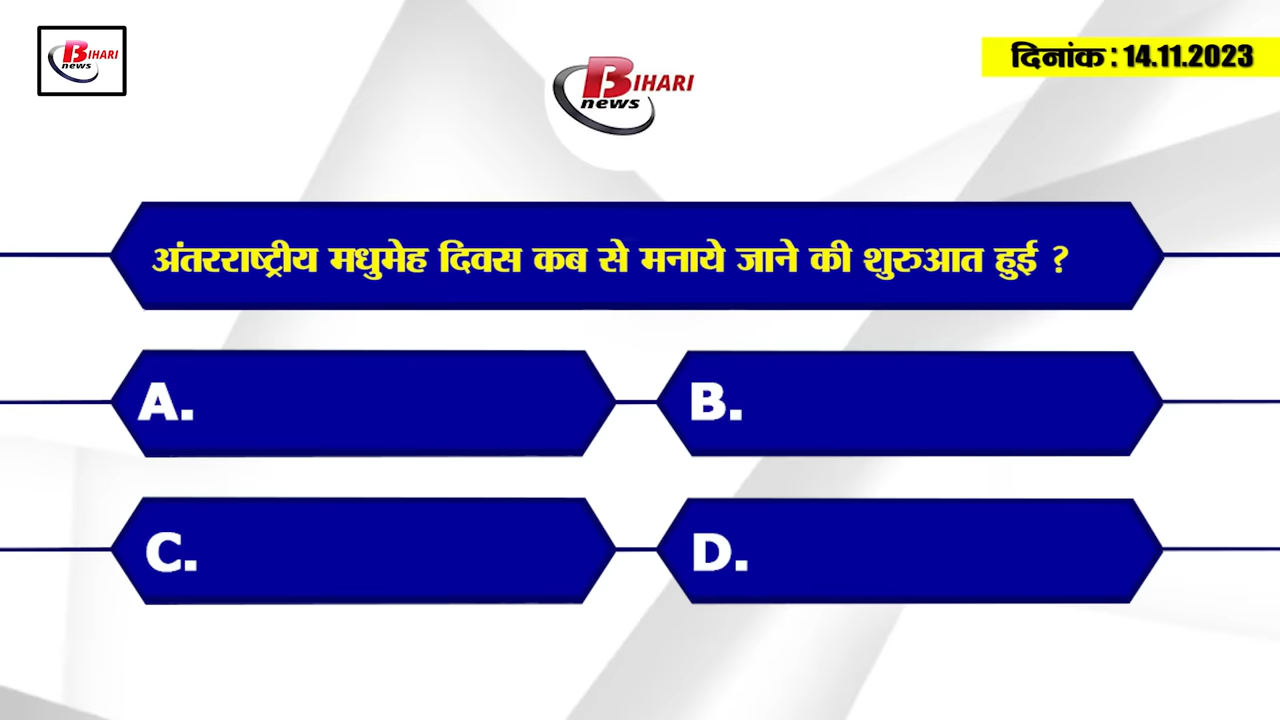 BIHARI
news
BIHARI
news
दिनांक : 14.11.2023
अंतरराष्ट्रीय मधुमेह दिवस कब से मनाये जाने की शुरुआत हुई ?
A.
B.
C.
D.